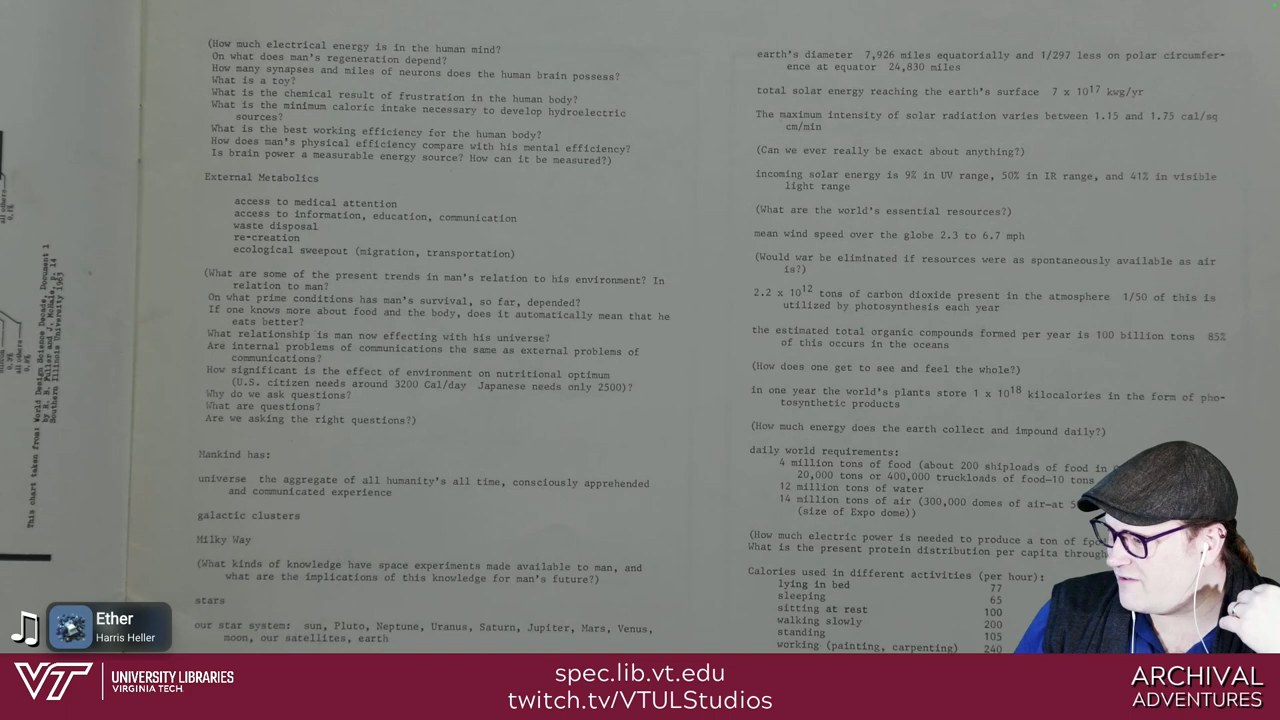 (How much electrical energy is in the human mind?
On what does man's regeneration depend?
How many synapses and miles of neurons does the human brain possess?
What is a toy?
What is the chemical result of frustration in the human body?
What is the minimum caloric intake necessary to develop hydroelectric
sources?
What is the best working efficiency for the human body?
How does man's physical efficiency compare with his mental efficiency?
Is brain power a measurable energy source? How can it be measured?)
External Metabolics
access to medical attention
access to information, education, communication
waste disposal
re-creation
ecological sweepout (migration, transportation)
(What are some of the present trends in man's relation to his environment? In
relation to man?
On what prime conditions has man's survival, so far, depended?
If one knows more about food and the body, does it automatically mean that he
eats better?
What relationship is man now effecting with his universe?
Are internal problems of communications the same as external problems of
communications?
How significant is the effect of environment on nutritional optimum
(U.S. citizen needs around 3200 Cal/day Japanese needs only 2500)?
Why do we ask questions?
What are questions?
Are we asking the right questions?)
Mankind has:
universe the aggregate of all humanity's all time, consciously apprehended
and communicated experience
galactic clusters
Milky Way
(What kinds of knowledge have space experiments made available to man, and
what are the implications of this knowledge for man's future?)
stars
our star system: sun, Pluto, Neptune, Uranus, Saturn, Jupiter, Mars, Venus,
moon, our satellites, earth
earth's diameter 7,926 miles equatorially and 1/297 less on polar circumfer-
ence at equator 24,830 miles
total solar energy reaching the earth's surface 7 x 10¹⁷ kwg/yr
The maximum intensity of solar radiation varies between 1.15 and 1.75 cal/sq
cm/min
(Can we ever really be exact about anything?)
incoming solar energy is 9% in UV range, 50% in IR range, and 41% in visible
light range
(What are the world's essential resources?)
mean wind speed over the globe 2.3 to 6.7 mph
(Would war be eliminated if resources were as spontaneously available as air
is?)
2.2 x 10¹² tons of carbon dioxide present in the atmosphere 1/50 of this is
utilized by photosynthesis each year
the estimated total organic compounds formed per year is 100 billion tons 85%
of this occurs in the oceans
(How does one get to see and feel the whole?)
in one year the world's plants store 1 x 10¹⁸ kilocalories in the form of pho-
tosynthetic products
(How much energy does the earth collect and impound daily?)
daily world requirements:
4 million tons of food (about 200 shiploads of food in
20,000 tons or 400,000 truckloads of food-10 tons
12 million tons of water
14 million tons of air (300,000 domes of air-at
(size of Expo dome))
(How much electric power is needed to produce a ton of
What is the present protein distribution per capita
Calories used in different activities (per hour):
lying in bed 77
sleeping 65
sitting at rest 100
walking slowly 200
standing 105
working (painting, carpenting) 240
This chart taken from: World Design Science Decade, Document 1
by R. B. Fuller and J. McHale, P. 14
Southern Illinois University 1963
all others
all others
Ether
Harris Heller
VT
UNIVERSITY LIBRARIES
VIRGINIA TECH
spec.lib.vt.edu
twitch.tv/VTULStudios
ARCHIVAL
ADVENTURES